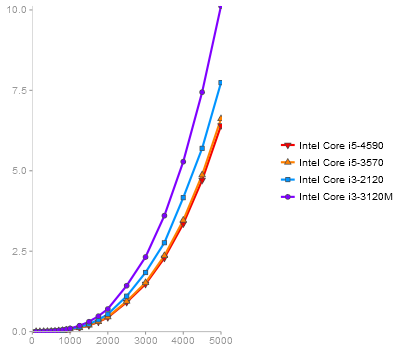 10.0
7.5
5.0
2.5
0.0
0 1000 2000 3000 4000 5000
Intel Core i5-4590
Intel Core i5-3570
Intel Core i3-2120
Intel Core i3-3120M